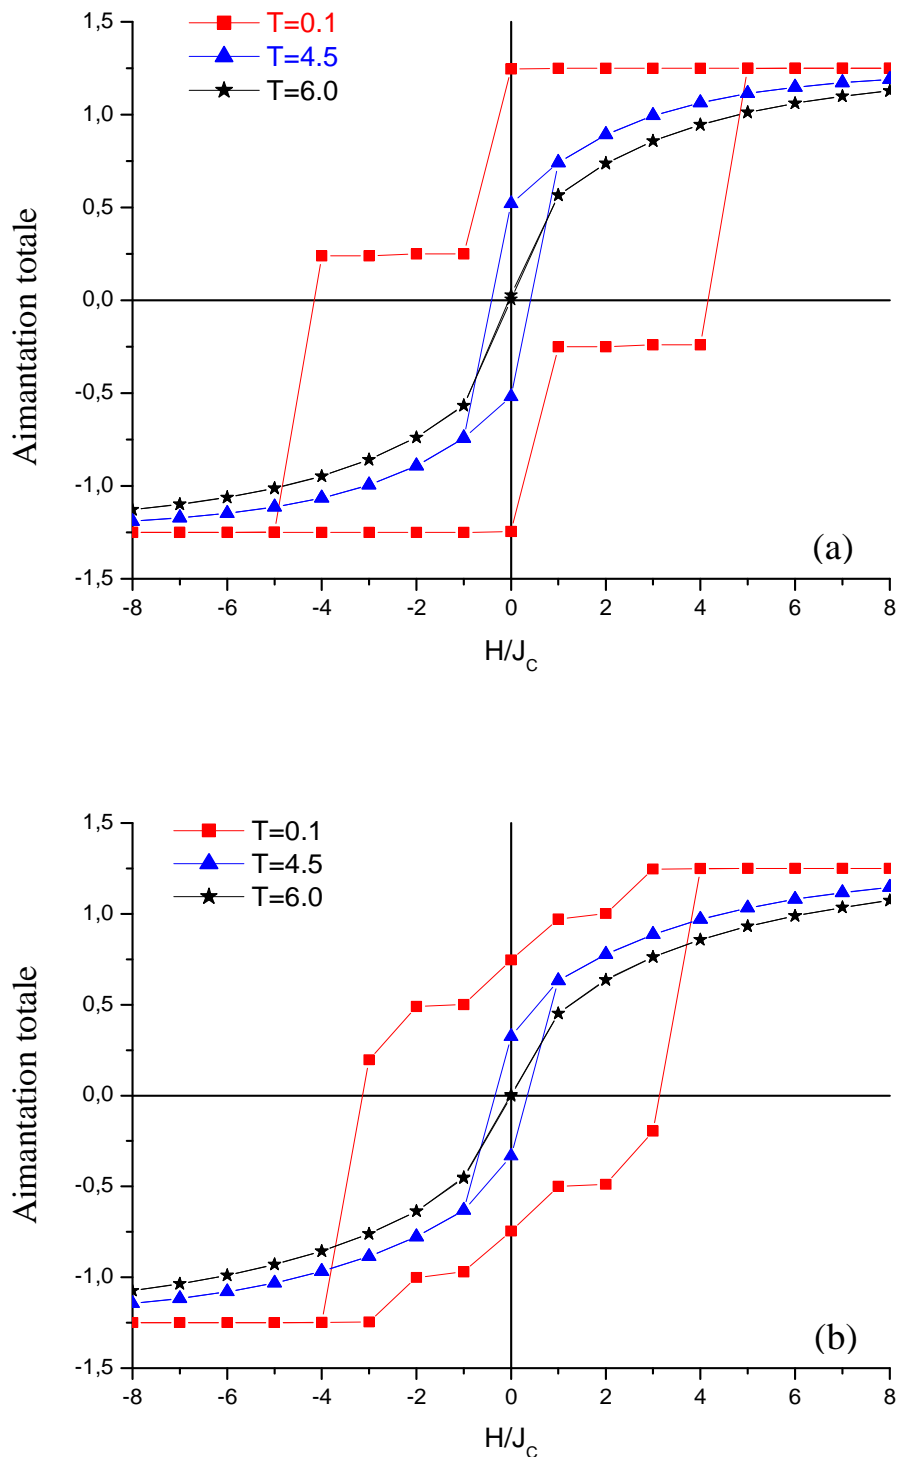 T=0.1
T=4.5
T=6.0
1,5
1,0
0,5
0,0
-0,5
-1,0
-1,5
Aimantation totale
(a)
-8 -6 -4 -2 0 2 4 6 8
H/J_C
T=0.1
T=4.5
T=6.0
1,5
1,0
0,5
0,0
-0,5
-1,0
-1,5
Aimantation totale
(b)
-8 -6 -4 -2 0 2 4 6 8
H/J_C